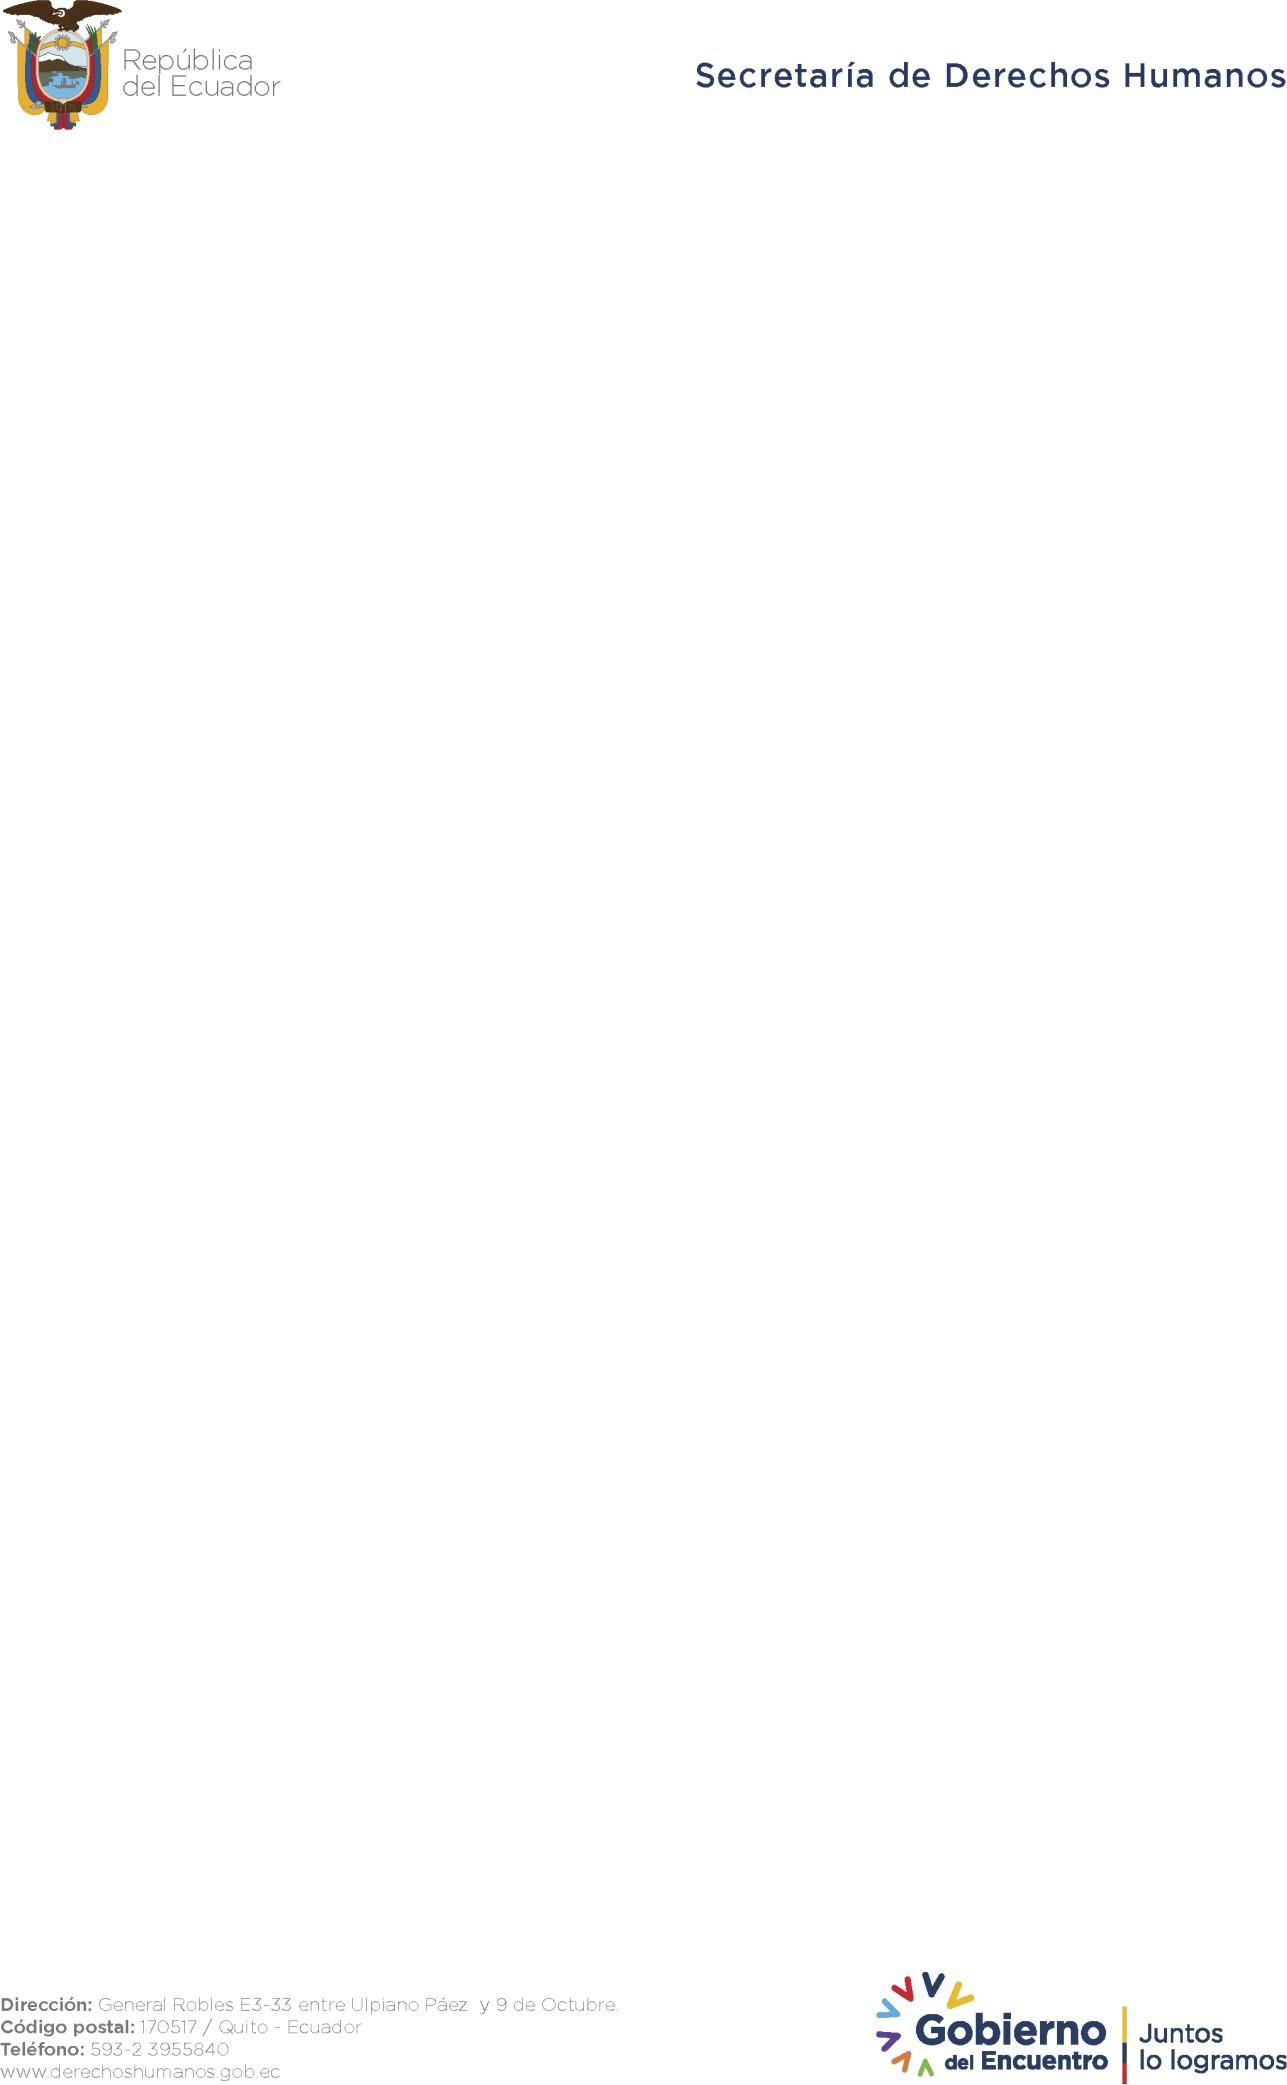 República
del Ecuador
Secretaría de Derechos Humanos
Dirección: General Robles E3-33 entre Ulpiano Páez y 9 de Octubre.
Código postal: 170517 / Quito - Ecuador
Teléfono: 593-2 3955840
www.derechoshumanos.gob.ec
Gobierno
del Encuentro
Juntos
lo logramos